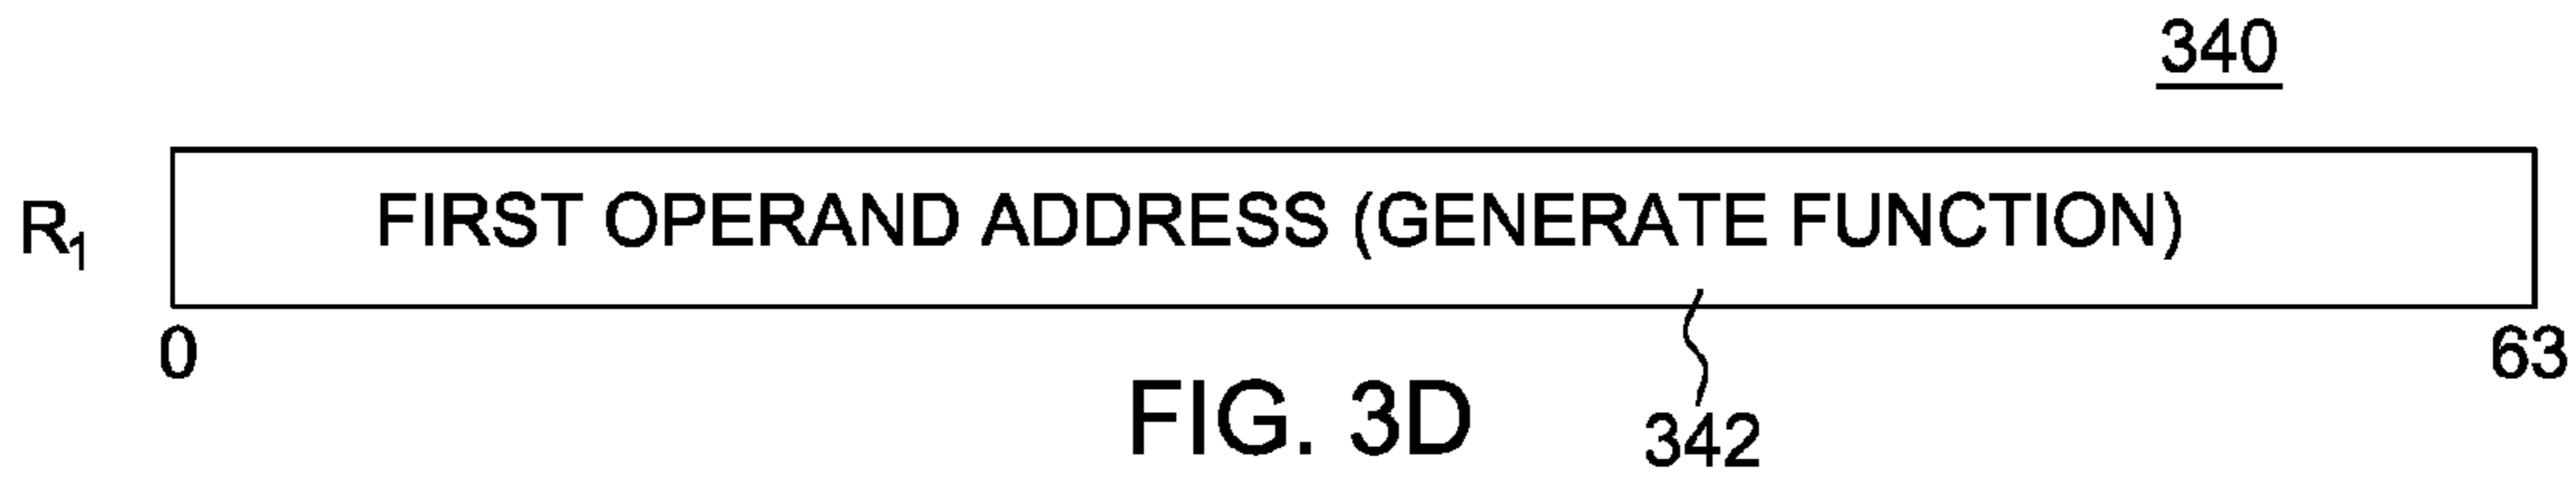 340
R₁ FIRST OPERAND ADDRESS (GENERATE FUNCTION)
0 63
FIG. 3D 342